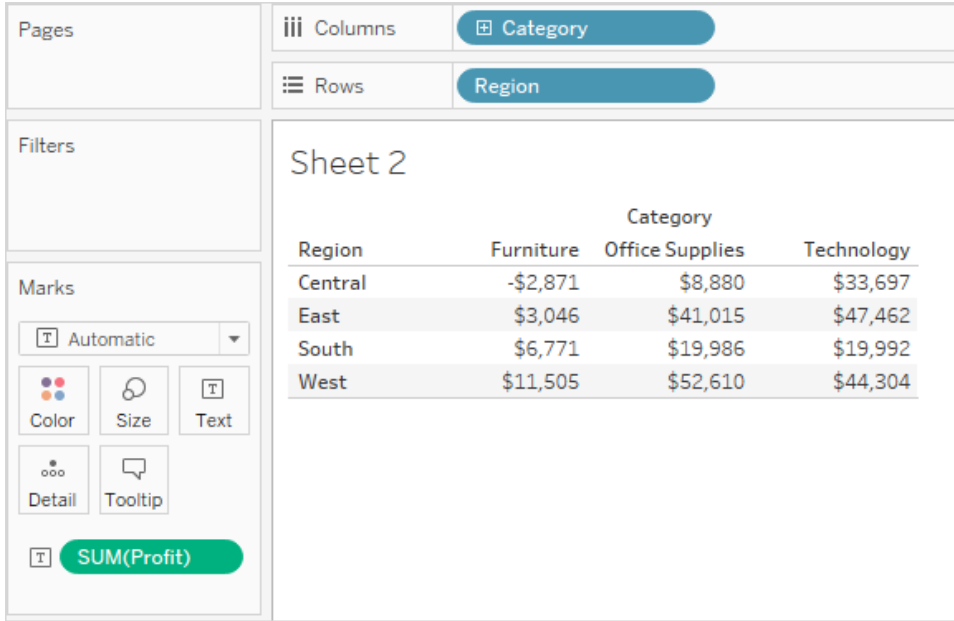 Pages
Columns
Category
Rows
Region
Filters
Sheet 2
Category
Region Furniture Office Supplies Technology
Central -$2,871 $8,880 $33,697
East $3,046 $41,015 $47,462
South $6,771 $19,986 $19,992
West $11,505 $52,610 $44,304
Marks
T Automatic
Color Size T Text
Detail Tooltip
T SUM(Profit)